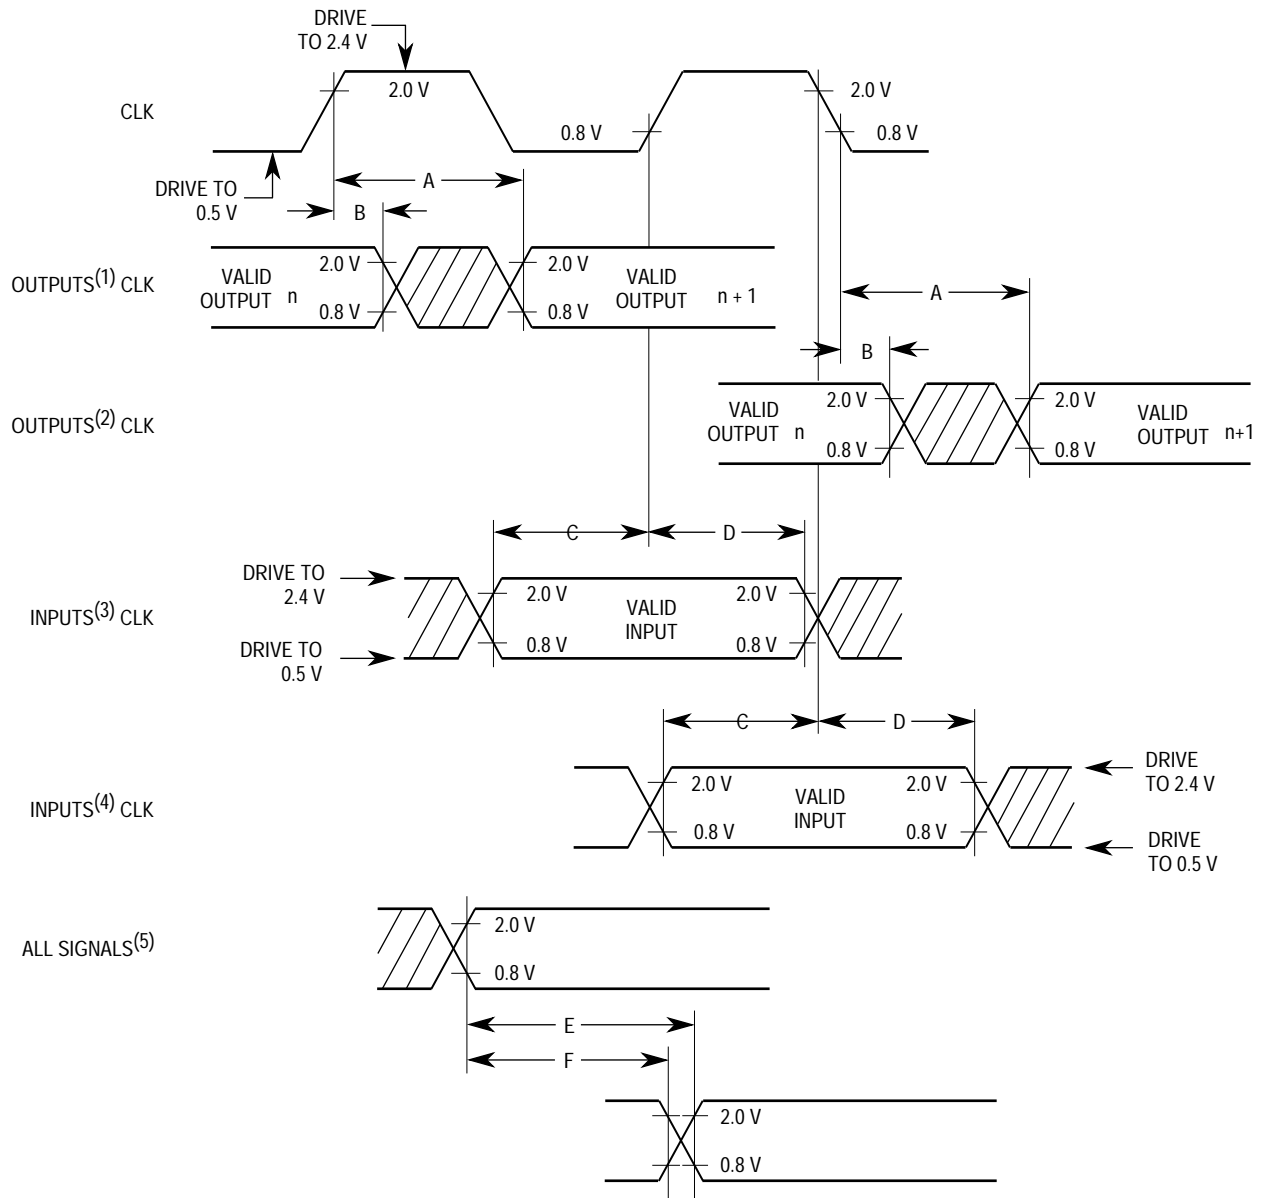 DRIVE
TO 2.4 V
2.0 V
2.0 V
CLK
0.8 V
0.8 V
DRIVE TO
0.5 V
A
B
OUTPUTS(1) CLK
VALID
OUTPUT n
2.0 V
0.8 V
2.0 V
0.8 V
VALID
OUTPUT n + 1
A
B
OUTPUTS(2) CLK
VALID
OUTPUT n
2.0 V
0.8 V
2.0 V
0.8 V
VALID
OUTPUT n+1
C
D
DRIVE TO
2.4 V
INPUTS(3) CLK
DRIVE TO
0.5 V
2.0 V
0.8 V
VALID
INPUT
2.0 V
0.8 V
C
D
INPUTS(4) CLK
2.0 V
0.8 V
VALID
INPUT
2.0 V
0.8 V
DRIVE
TO 2.4 V
DRIVE
TO 0.5 V
ALL SIGNALS(5)
2.0 V
0.8 V
E
F
2.0 V
0.8 V